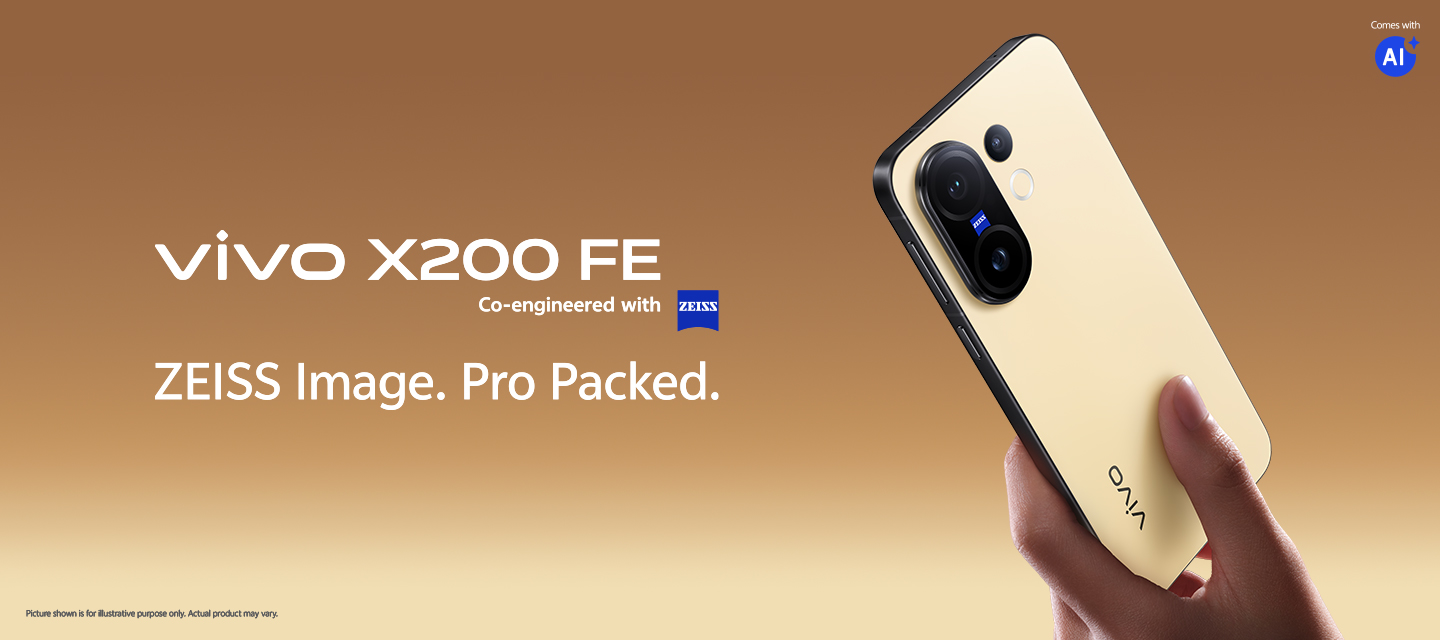 Comes with
AI
vivo X200 FE
Co-engineered with ZEISS
ZEISS Image. Pro Packed.
ZEISS
vivo
Picture shown is for illustrative purpose only. Actual product may vary.